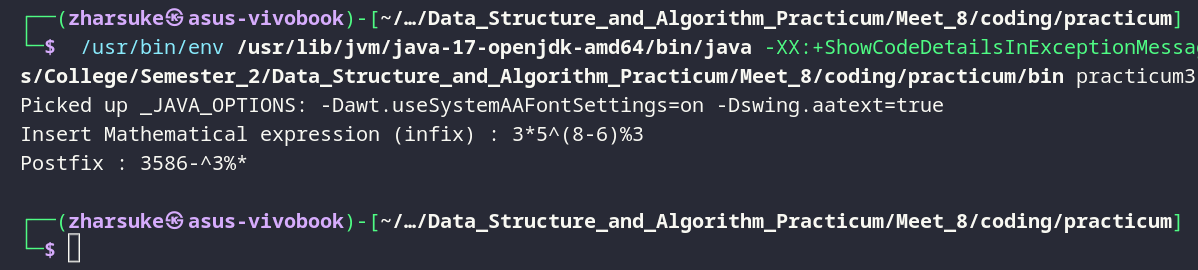 ┌──(zharsuke㉿asus-vivobook)-[~/…/Data_Structure_and_Algorithm_Practicum/Meet_8/coding/practicum]
└─$  /usr/bin/env /usr/lib/jvm/java-17-openjdk-amd64/bin/java -XX:+ShowCodeDetailsInExceptionMessa
s/College/Semester_2/Data_Structure_and_Algorithm_Practicum/Meet_8/coding/practicum/bin practicum3
Picked up _JAVA_OPTIONS: -Dawt.useSystemAAFontSettings=on -Dswing.aatext=true
Insert Mathematical expression (infix) : 3*5^(8-6)%3
Postfix : 3586-^3%*
┌──(zharsuke㉿asus-vivobook)-[~/…/Data_Structure_and_Algorithm_Practicum/Meet_8/coding/practicum]
└─$